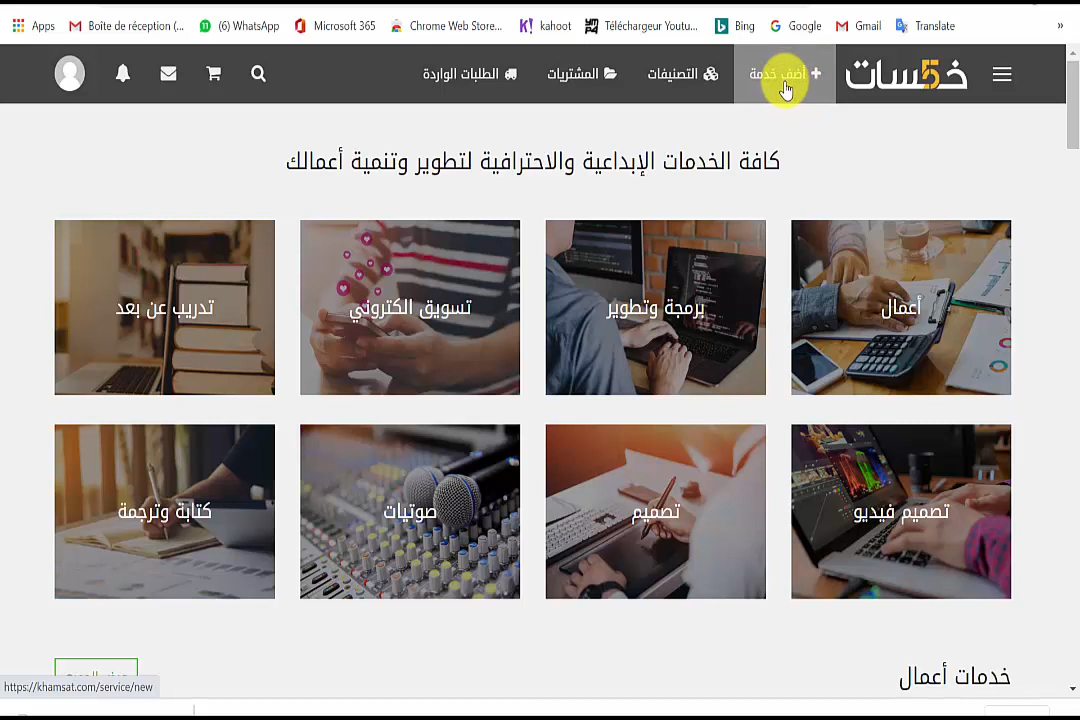 Apps
Boîte de réception (...
(6) WhatsApp
Microsoft 365
Chrome Web Store...
kahoot
Téléchargeur Youtu...
Bing
Google
Gmail
Translate
»
خ5سات
أضف خدمة
التصنيفات
المشتريات
الطلبات الواردة
كافة الخدمات الإبداعية والاحترافية لتطوير وتنمية أعمالك
أعمال
برمجة وتطوير
تسويق الكتروني
تدريب عن بعد
تصميم فيديو
تصميم
صوتيات
كتابة وترجمة
خدمات أعمال
https://khamsat.com/service/new